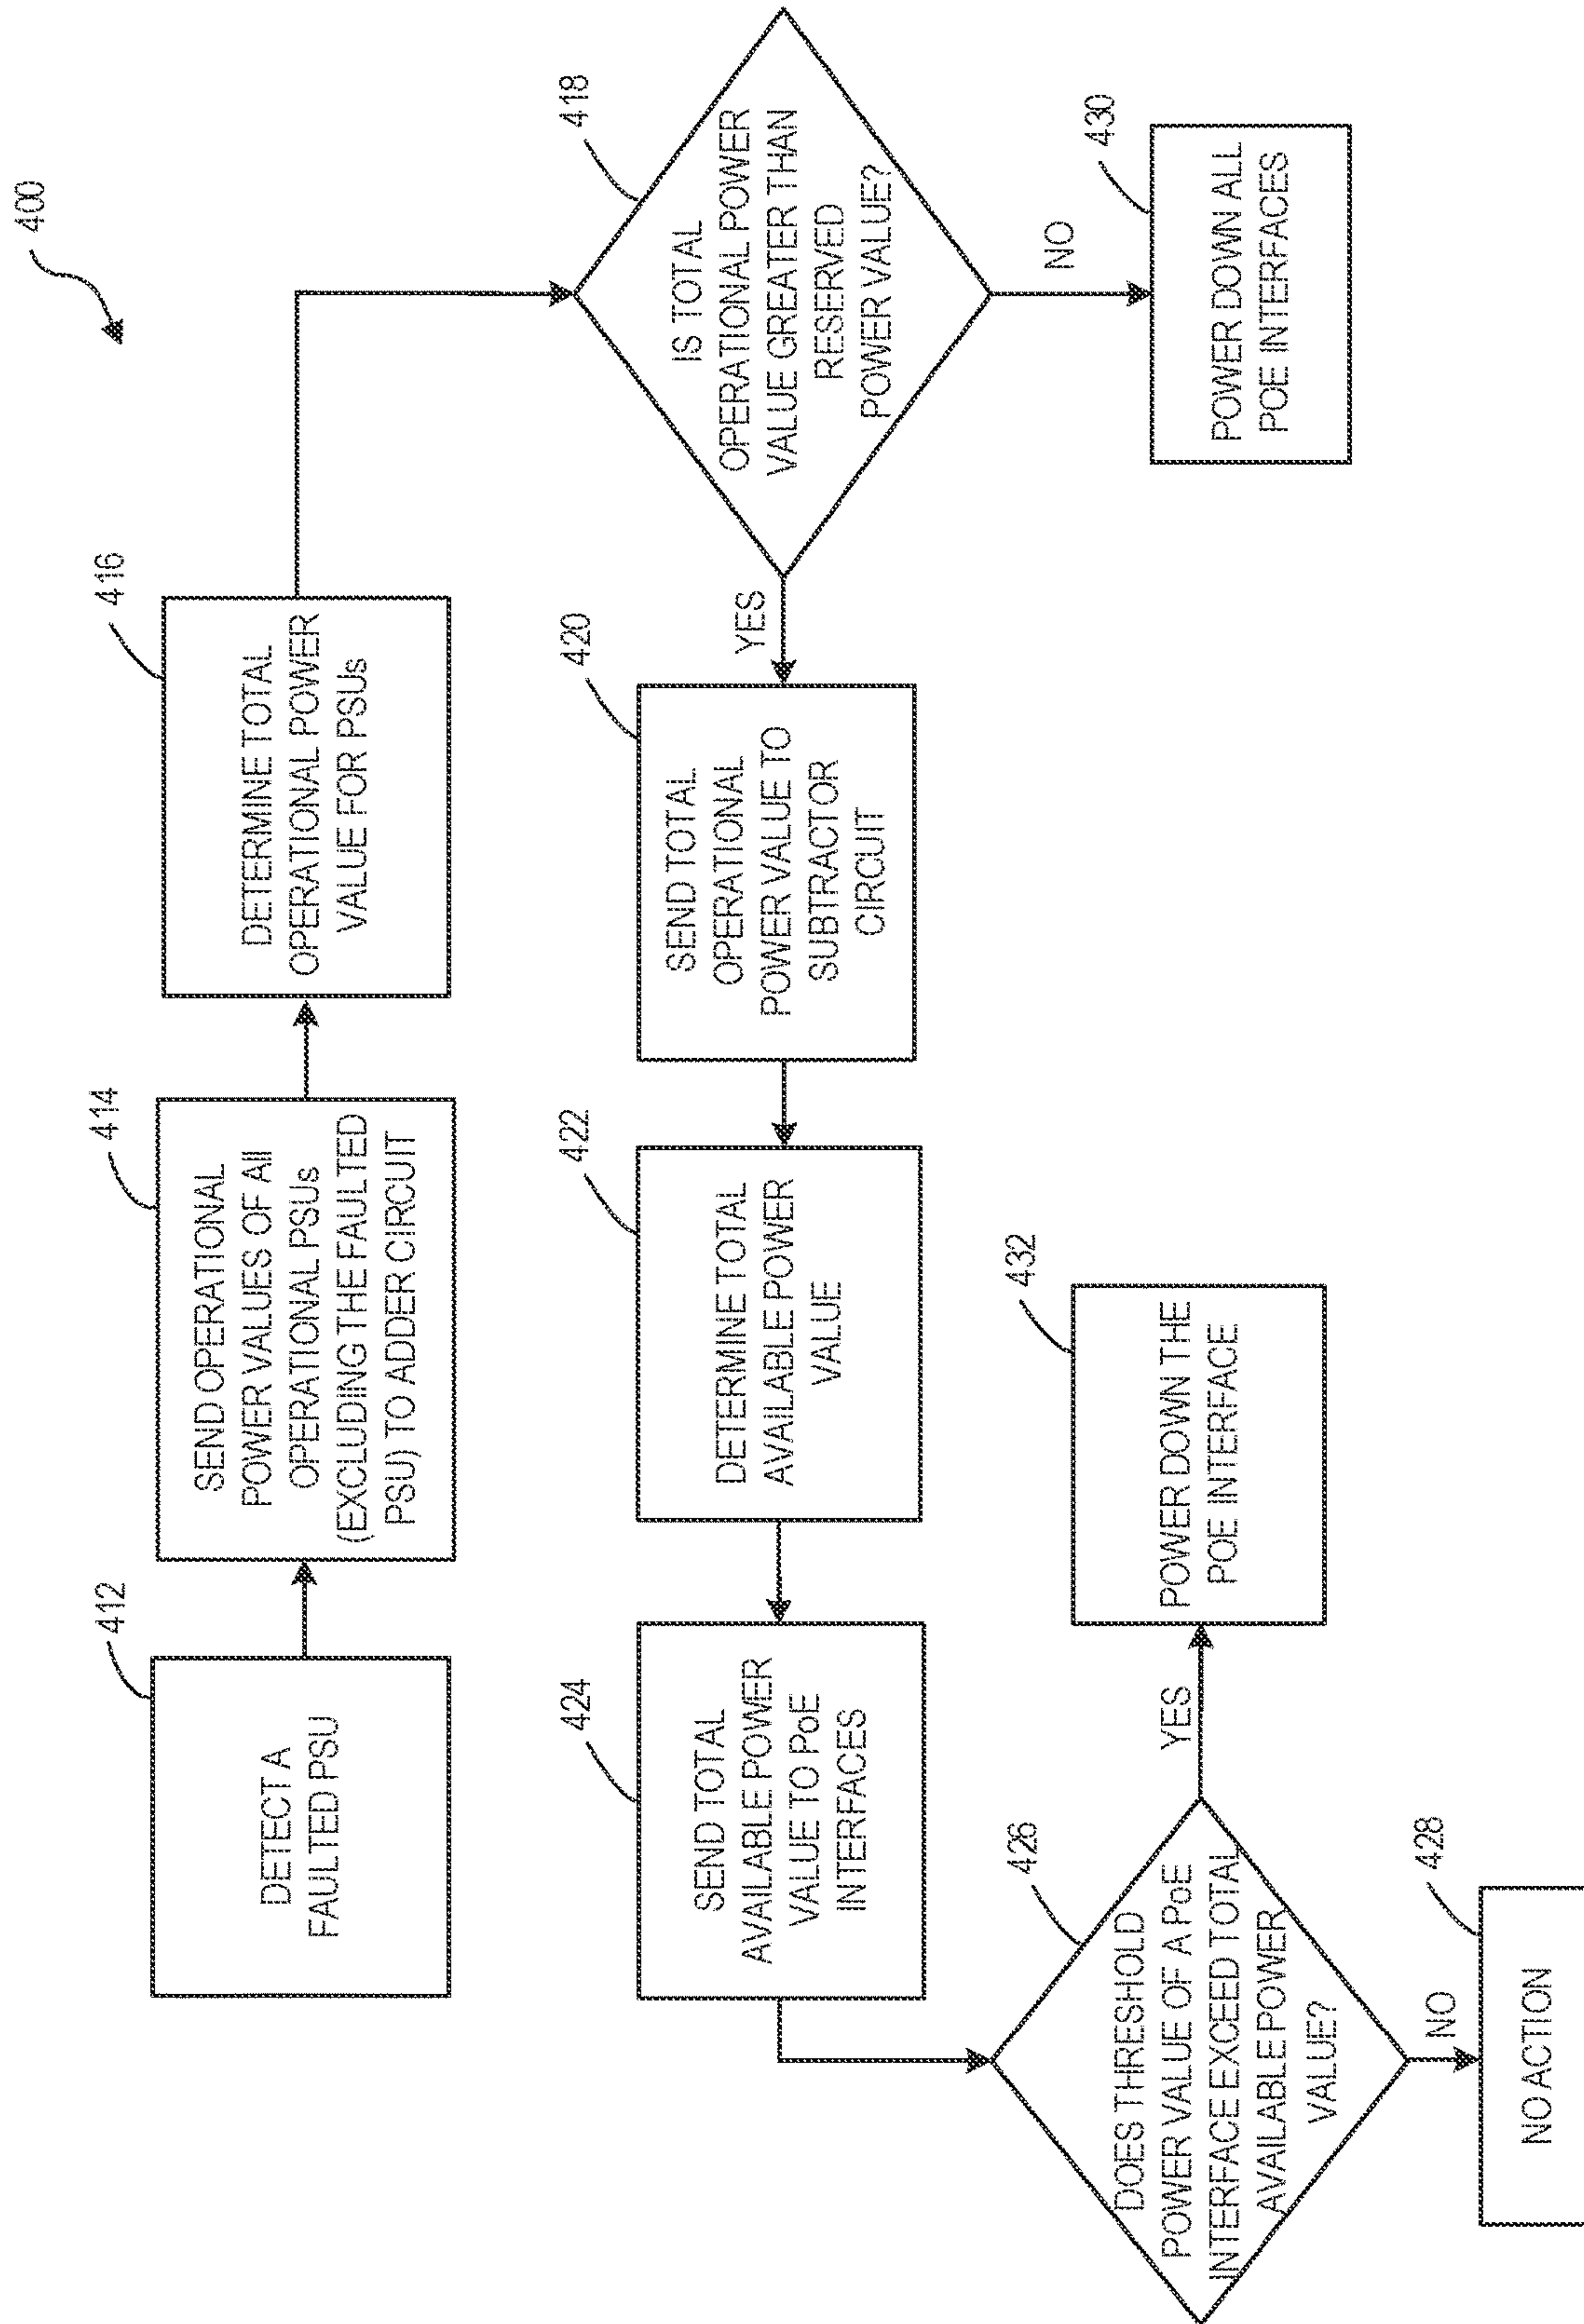 400
412
DETECT A
FAULTED PSU
414
SEND OPERATIONAL
POWER VALUES OF All
OPERATIONAL PSUs
(EXCLUDING THE FAULTED
PSU) TO ADDER CIRCUIT
416
DETERMINE TOTAL
OPERATIONAL POWER
VALUE FOR PSUs
418
IS TOTAL
OPERATIONAL POWER
VALUE GREATER THAN
RESERVED
POWER VALUE?
YES
NO
420
SEND TOTAL
OPERATIONAL
POWER VALUE TO
SUBTRACTOR
CIRCUIT
422
DETERMINE TOTAL
AVAILABLE POWER
VALUE
424
SEND TOTAL
AVAILABLE POWER
VALUE TO PoE
INTERFACES
426
DOES THRESHOLD
POWER VALUE OF A PoE
INTERFACE EXCEED TOTAL
AVAILABLE POWER
VALUE?
YES
NO
432
POWER DOWN THE
POE INTERFACE
430
POWER DOWN ALL
POE INTERFACES
428
NO ACTION